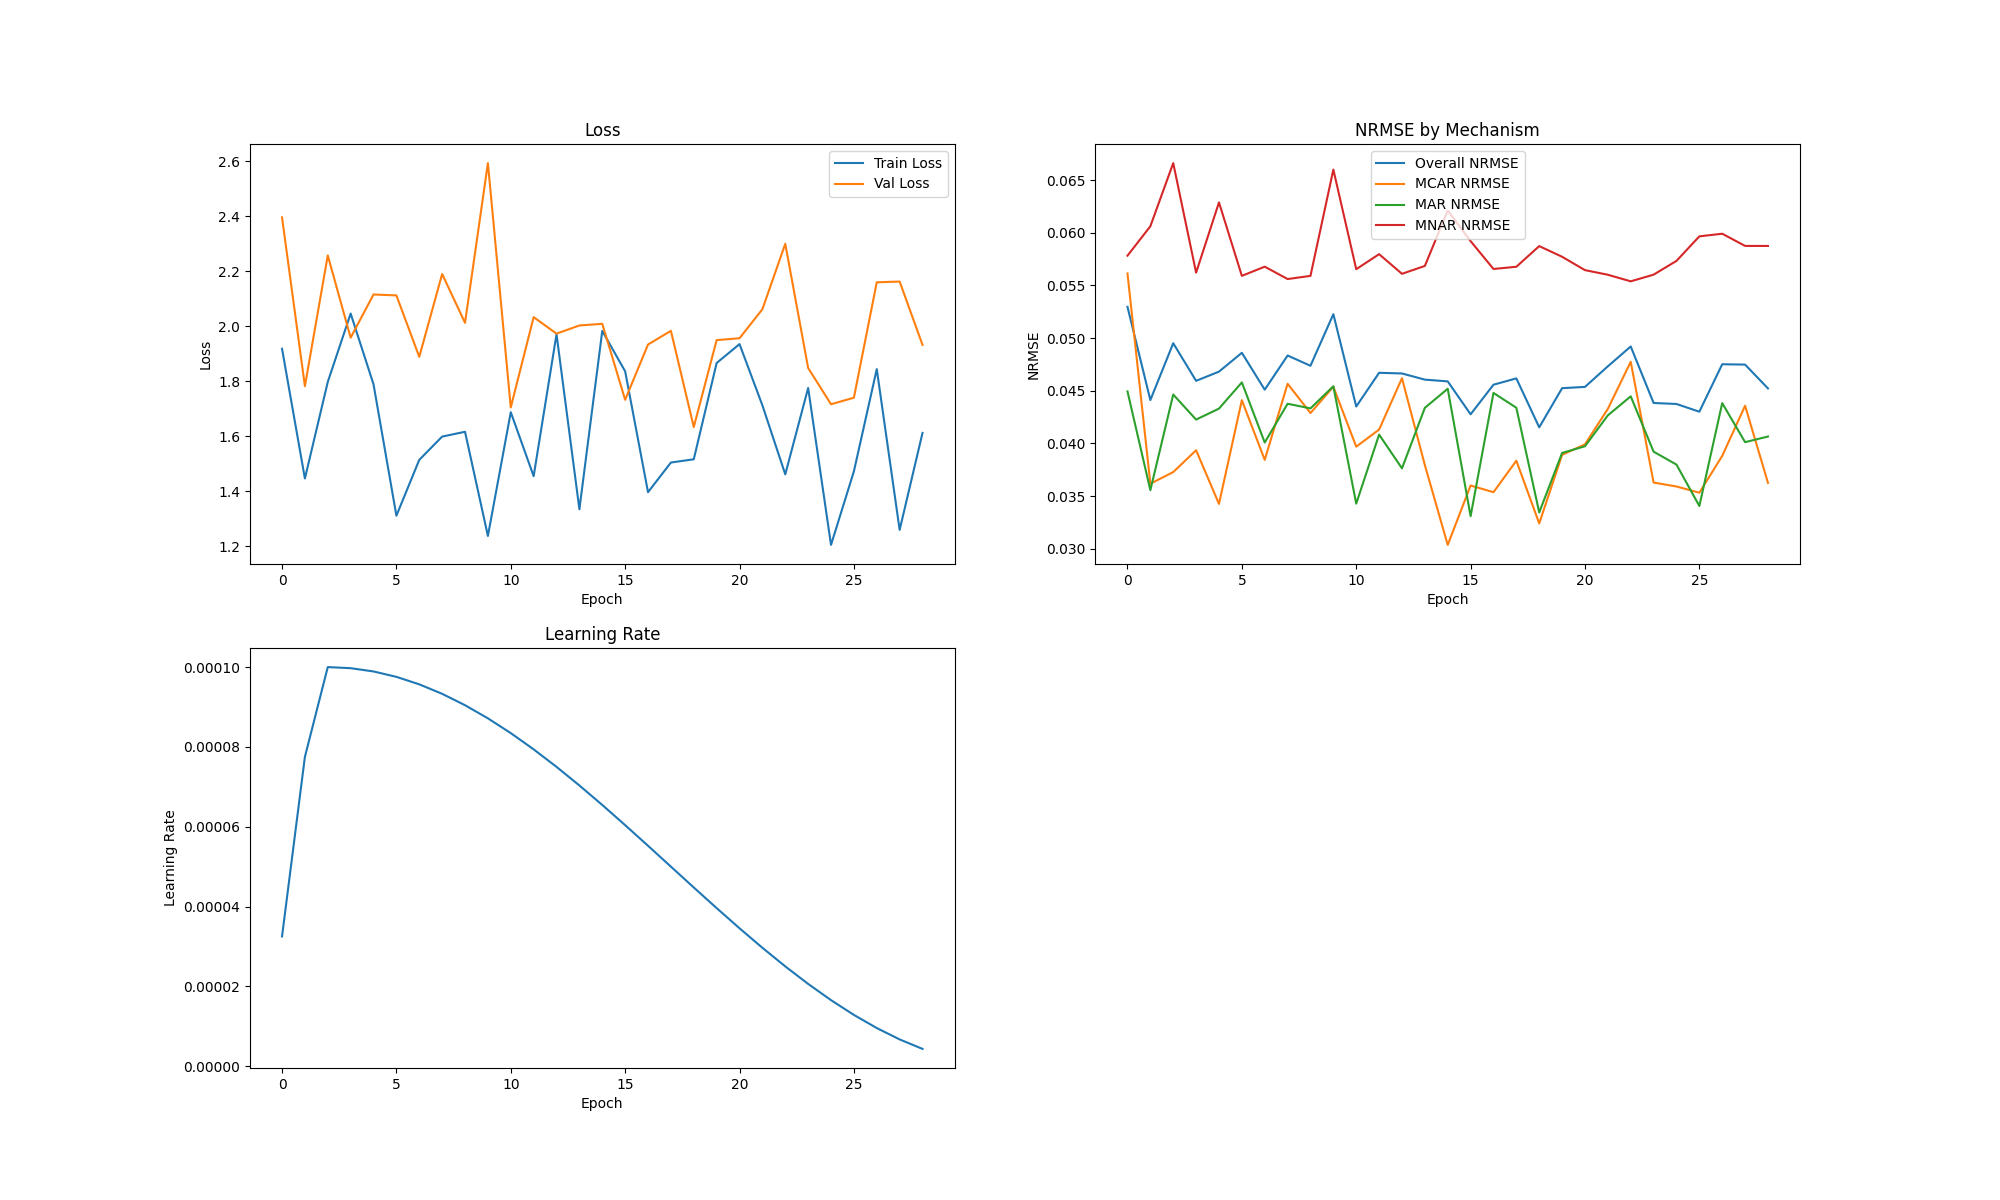 Loss
2.6
2.4
2.2
2.0
1.8
1.6
1.4
1.2
Loss
Train Loss
Val Loss
0
5
10
15
20
25
Epoch
NRMSE by Mechanism
0.065
0.060
0.055
0.050
0.045
0.040
0.035
0.030
NRMSE
Overall NRMSE
MCAR NRMSE
MAR NRMSE
MNAR NRMSE
0
5
10
15
20
25
Epoch
Learning Rate
0.00010
0.00008
0.00006
0.00004
0.00002
0.00000
Learning Rate
0
5
10
15
20
25
Epoch